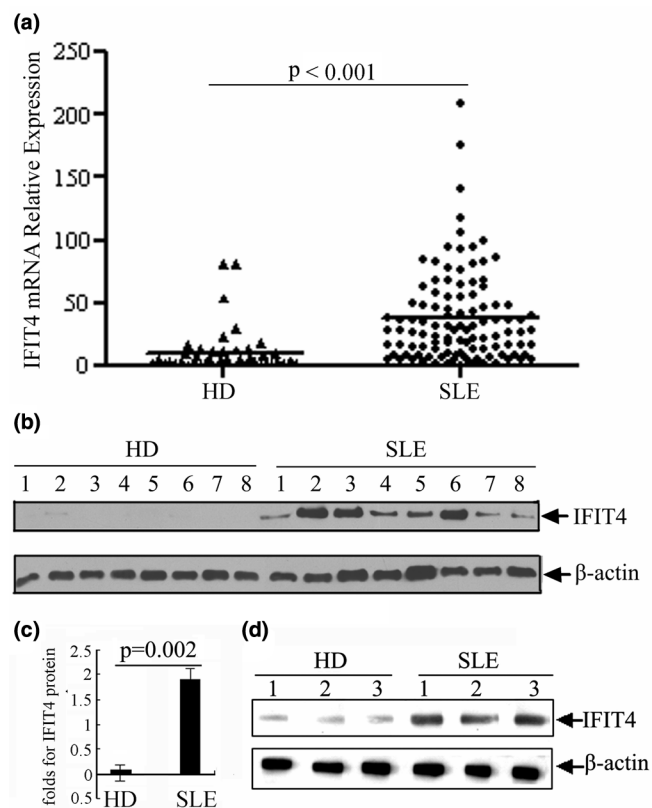 (a)
IFIT4 mRNA Relative Expression
250
200
150
100
50
0
p < 0.001
HD SLE
(b)
HD SLE
1 2 3 4 5 6 7 8 1 2 3 4 5 6 7 8
IFIT4
β-actin
(c)
folds for IFIT4 protein
p=0.002
2.5
2
1.5
1
0.5
0
0.5
HD SLE
(d)
HD SLE
1 2 3 1 2 3
IFIT4
β-actin